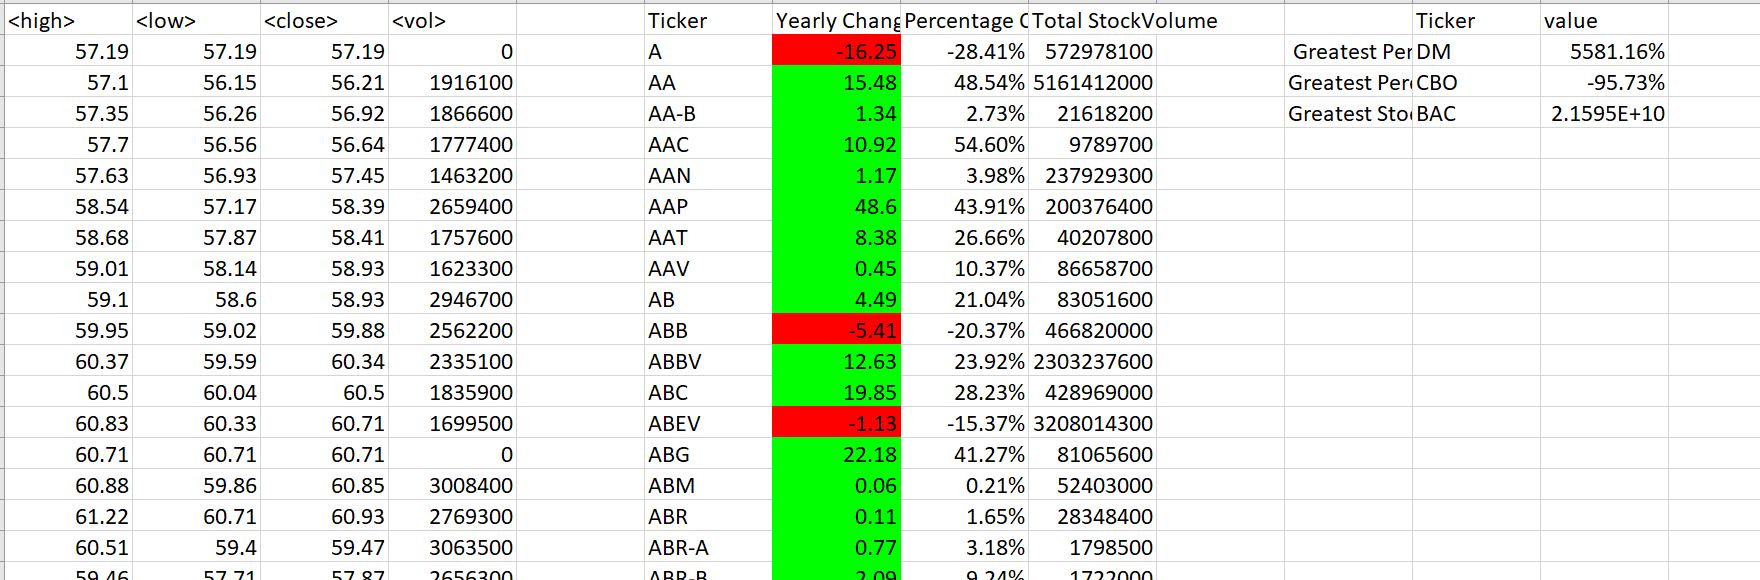 <high> <low> <close> <vol> Ticker Yearly Chang Percentage C Total StockVolume Ticker value
57.19 57.19 57.19 0 A -16.25 -28.41% 572978100 Greatest Per DM 5581.16%
57.1 56.15 56.21 1916100 AA 15.48 48.54% 5161412000 Greatest Per CBO -95.73%
57.35 56.26 56.92 1866600 AA-B 1.34 2.73% 21618200 Greatest Sto BAC 2.1595E+10
57.7 56.56 56.64 1777400 AAC 10.92 54.60% 9789700
57.63 56.93 57.45 1463200 AAN 1.17 3.98% 237929300
58.54 57.17 58.39 2659400 AAP 48.6 43.91% 200376400
58.68 57.87 58.41 1757600 AAT 8.38 26.66% 40207800
59.01 58.14 58.93 1623300 AAV 0.45 10.37% 86658700
59.1 58.6 58.93 2946700 AB 4.49 21.04% 83051600
59.95 59.02 59.88 2562200 ABB -5.41 -20.37% 466820000
60.37 59.59 60.34 2335100 ABBV 12.63 23.92% 2303237600
60.5 60.04 60.5 1835900 ABC 19.85 28.23% 428969000
60.83 60.33 60.71 1699500 ABEV -1.13 -15.37% 3208014300
60.71 60.71 60.71 0 ABG 22.18 41.27% 81065600
60.88 59.86 60.85 3008400 ABM 0.06 0.21% 52403000
61.22 60.71 60.93 2769300 ABR 0.11 1.65% 28348400
60.51 59.4 59.47 3063500 ABR-A 0.77 3.18% 1798500
59.46 57.71 57.87 2656300 ABR-B 2.09 9.24% 1722000